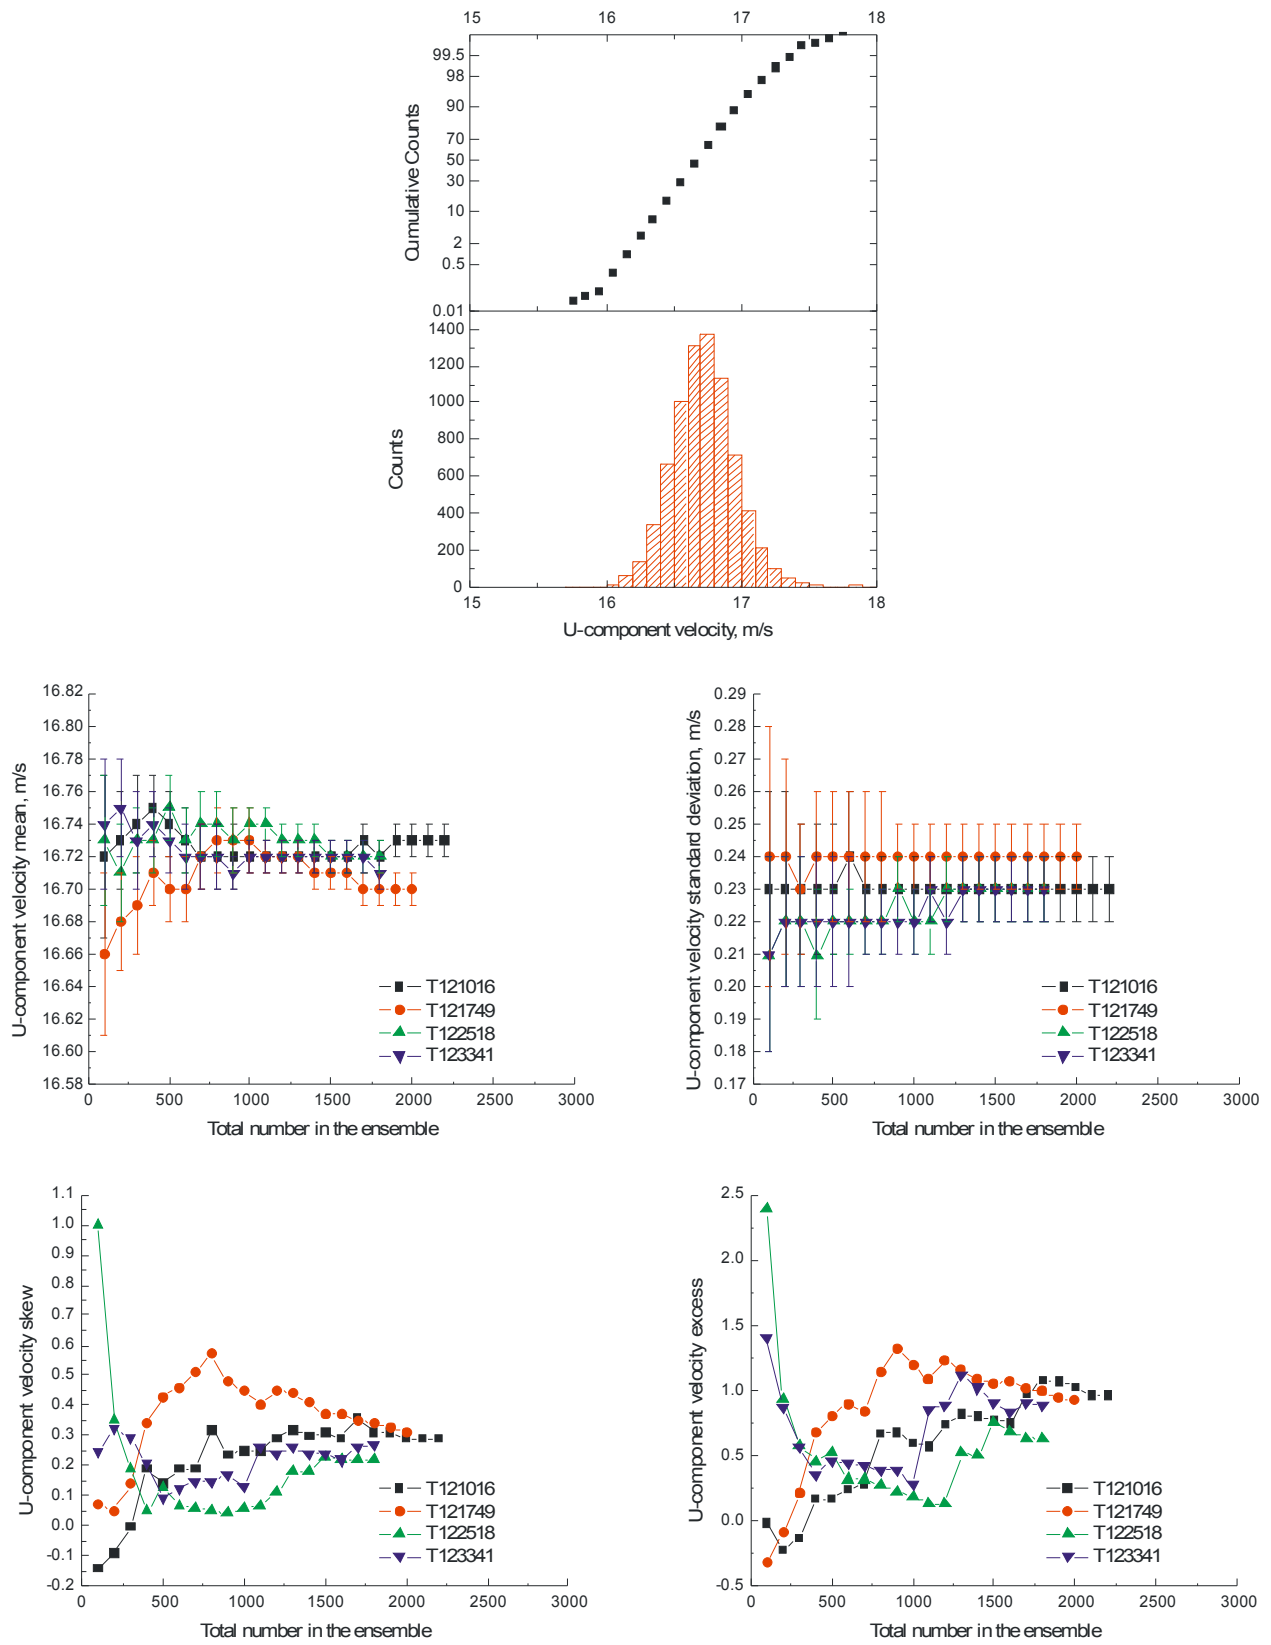 15 16 17 18
99.5
98
90
70
50
30
10
2
0.5
0.01
Cumulative Counts
1400
1200
1000
800
600
400
200
0
Counts
15 16 17 18
U-component velocity, m/s
16.82
16.80
16.78
16.76
16.74
16.72
16.70
16.68
16.66
16.64
16.62
16.60
16.58
U-component velocity mean, m/s
T121016
T121749
T122518
T123341
0 500 1000 1500 2000 2500 3000
Total number in the ensemble
0.29
0.28
0.27
0.26
0.25
0.24
0.23
0.22
0.21
0.20
0.19
0.18
0.17
U-component velocity standard deviation, m/s
T121016
T121749
T122518
T123341
0 500 1000 1500 2000 2500 3000
Total number in the ensemble
1.1
1.0
0.9
0.8
0.7
0.6
0.5
0.4
0.3
0.2
0.1
0.0
-0.1
-0.2
U-component velocity skew
T121016
T121749
T122518
T123341
0 500 1000 1500 2000 2500 3000
Total number in the ensemble
2.5
2.0
1.5
1.0
0.5
0.0
-0.5
U-component velocity excess
T121016
T121749
T122518
T123341
0 500 1000 1500 2000 2500 3000
Total number in the ensemble